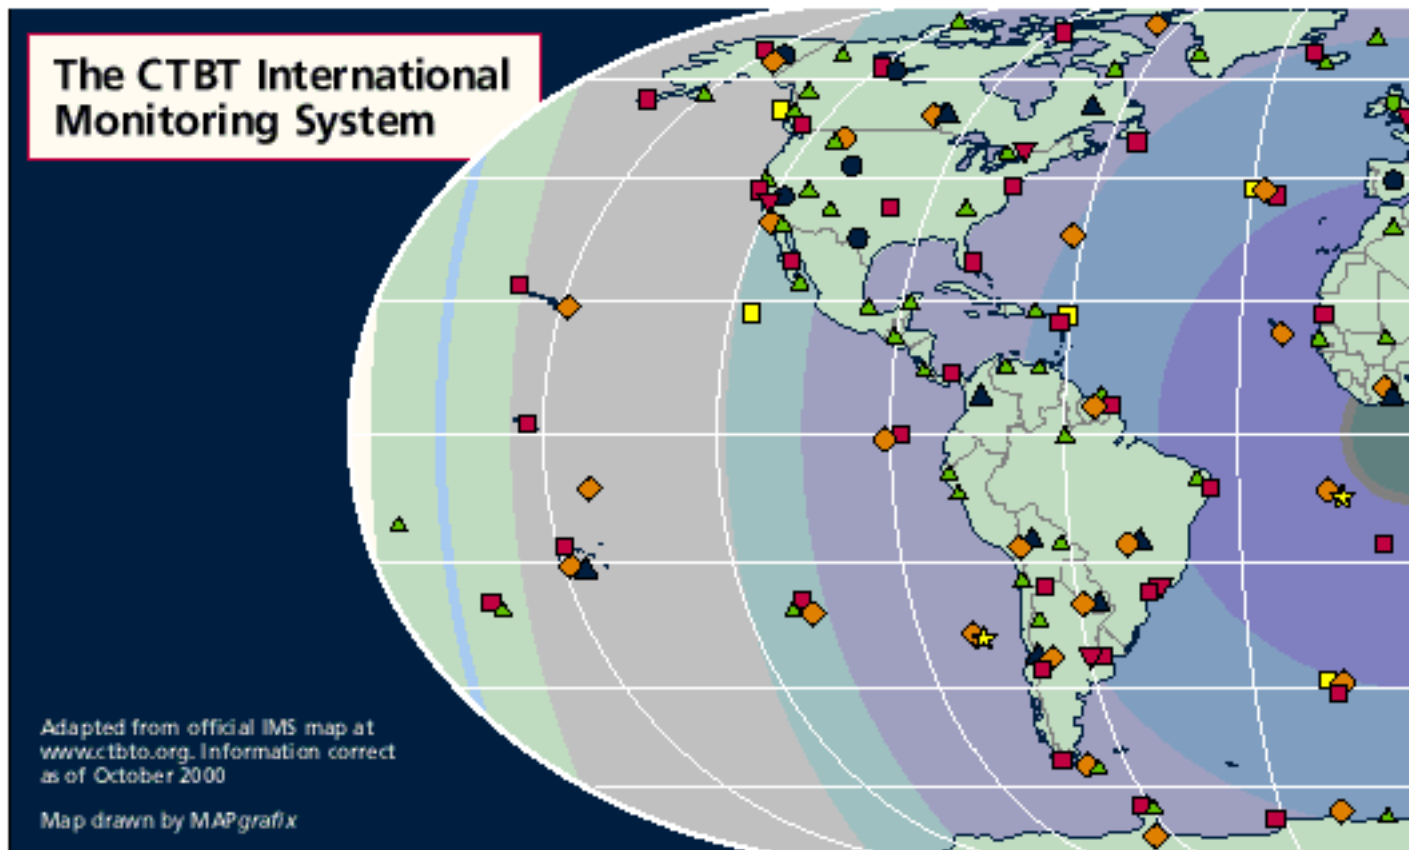 The CTBT International
Monitoring System
Adapted from official IMS map at
www.ctbto.org. Information correct
as of October 2000
Map drawn by MAPgrafix